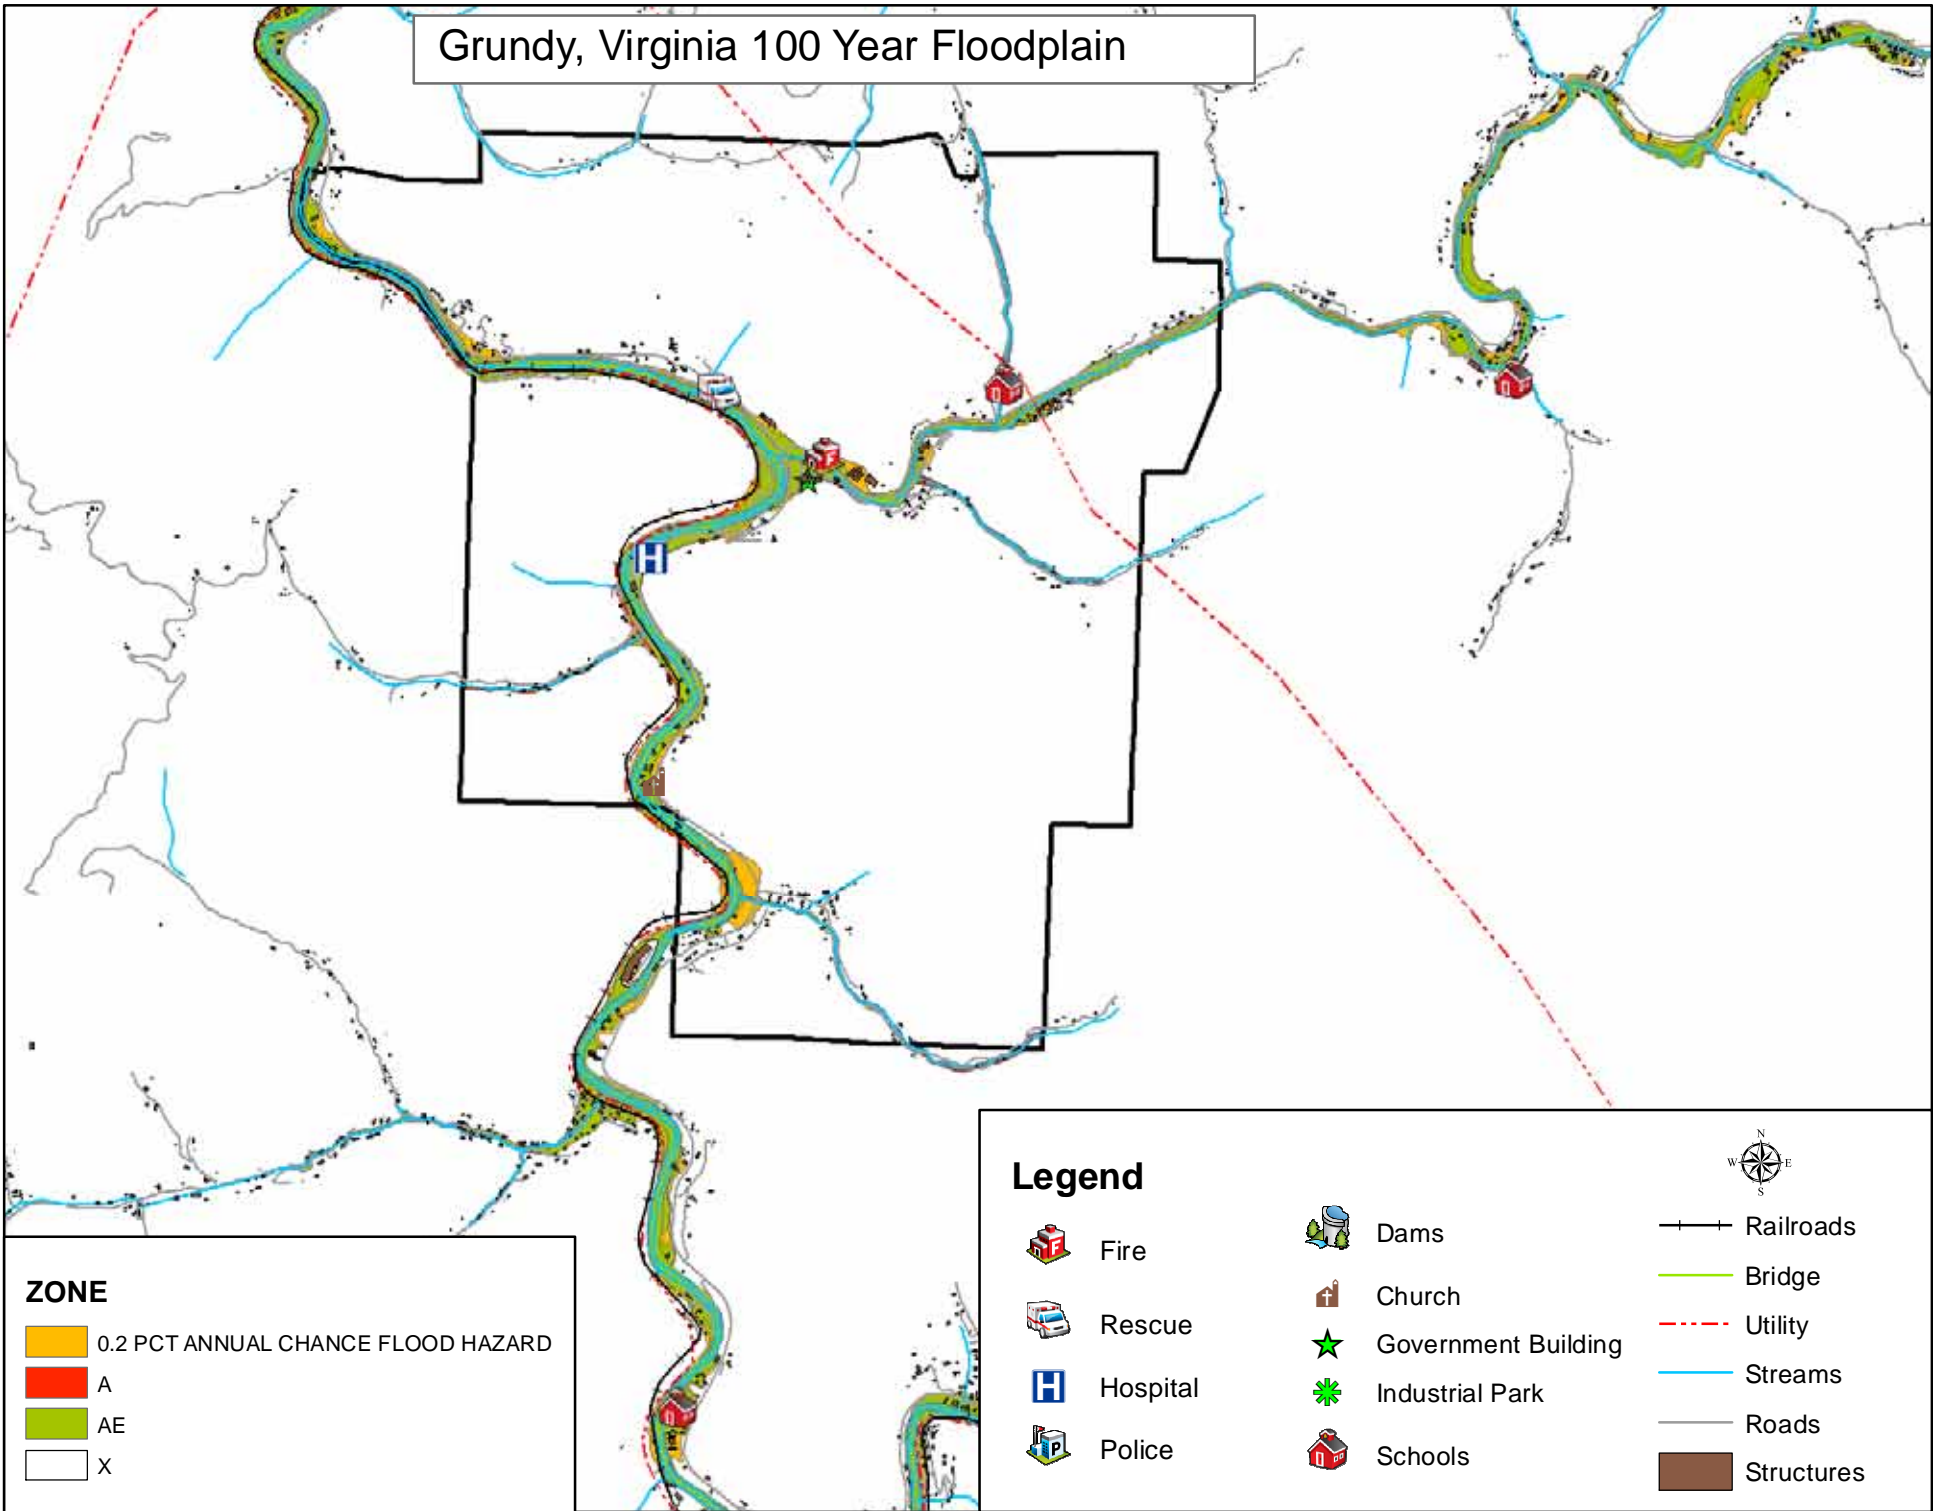 Grundy, Virginia 100 Year Floodplain
Legend
Fire
Rescue
Hospital
Police
Dams
Church
Government Building
Industrial Park
Schools
N
W E
S
Railroads
Bridge
Utility
Streams
Roads
Structures
ZONE
0.2 PCT ANNUAL CHANCE FLOOD HAZARD
A
AE
X
H
F
H
F
P